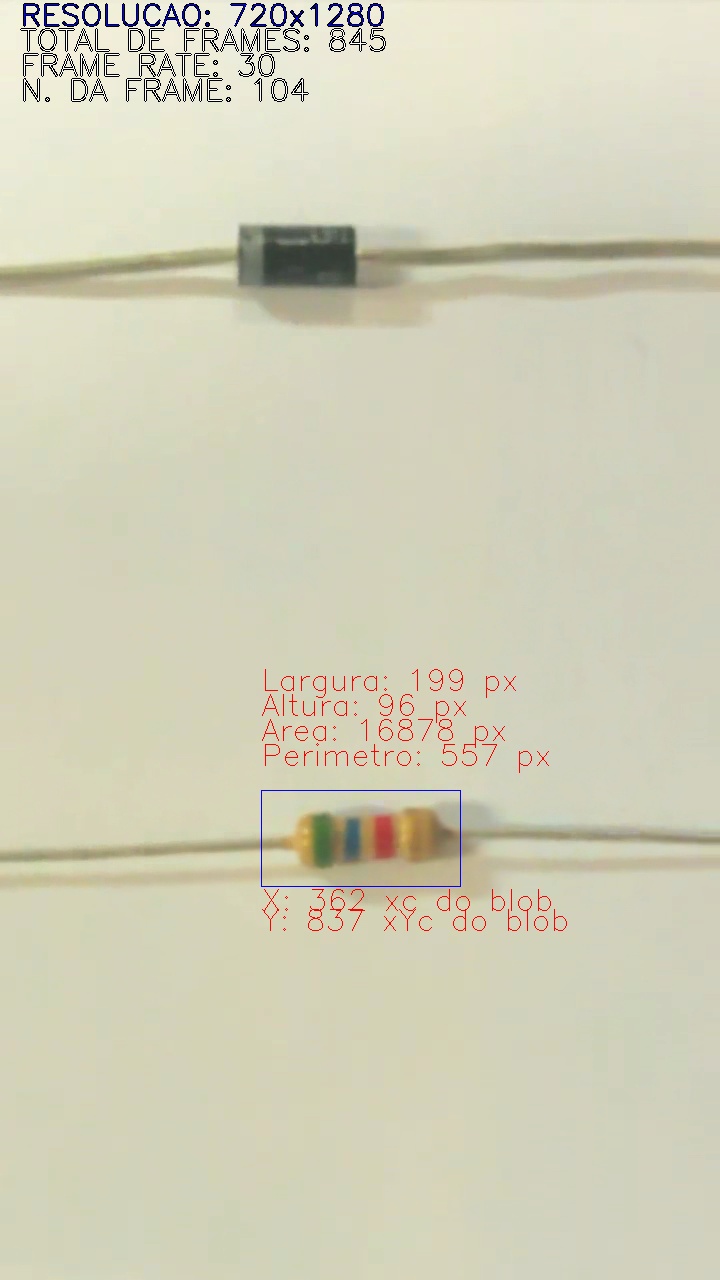 RESOLUCAO: 720x1280
TOTAL DE FRAMES: 845
FRAME RATE: 30
N. DA FRAME: 104
Largura: 199 px
Altura: 96 px
Area: 16878 px
Perimetro: 557 px
X: 362 xc do blob
Y: 837 xYc do blob